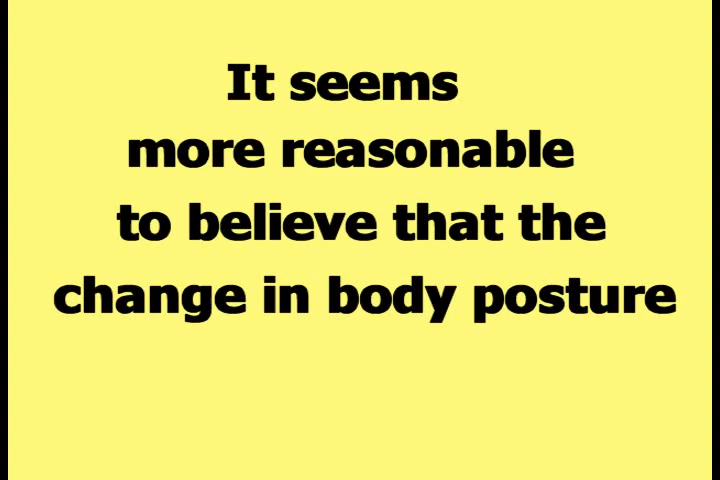 It seems
more reasonable
to believe that the
change in body posture